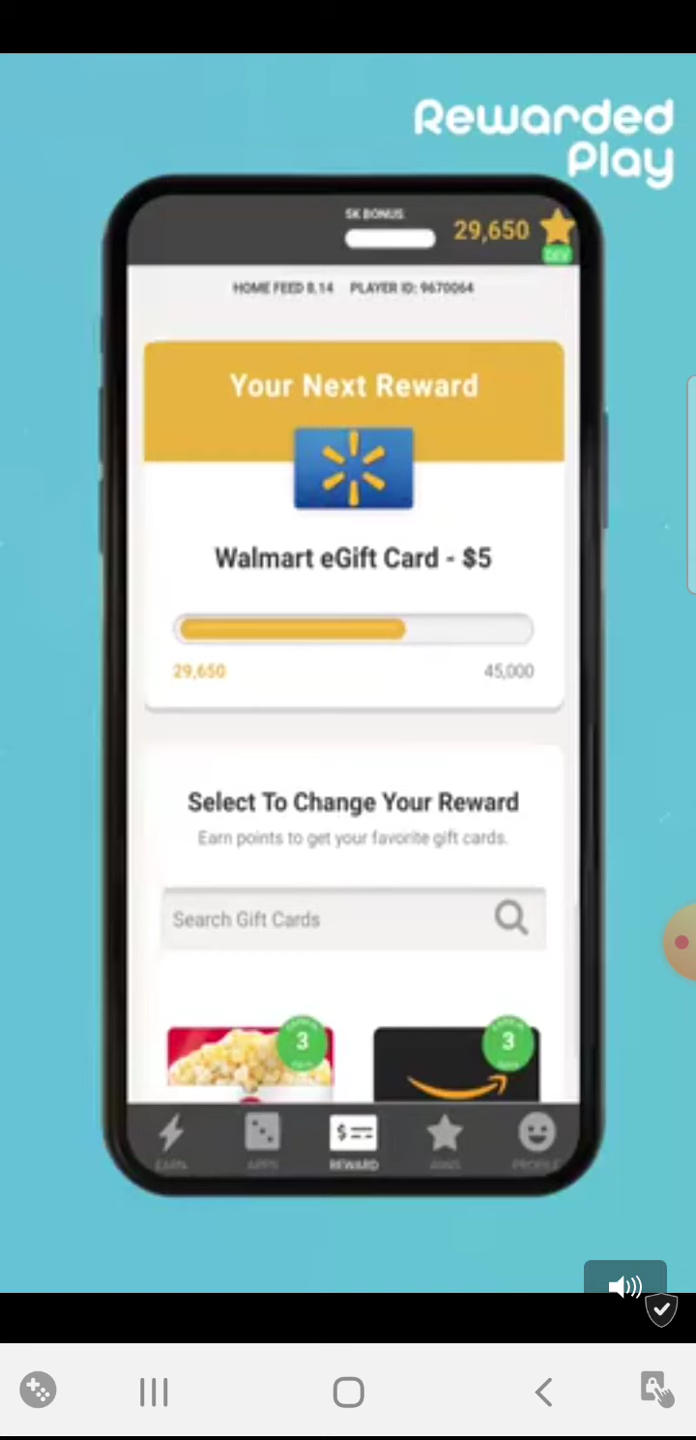 Rewarded
Play
5K BONUS
29,650
DEV
HOME FEED 8.14 PLAYER ID: 9670064
Your Next Reward
Walmart eGift Card - $5
29,650
45,000
Select To Change Your Reward
Earn points to get your favorite gift cards.
Search Gift Cards
3
3
EARN
APPS
REWARD
PROFILE